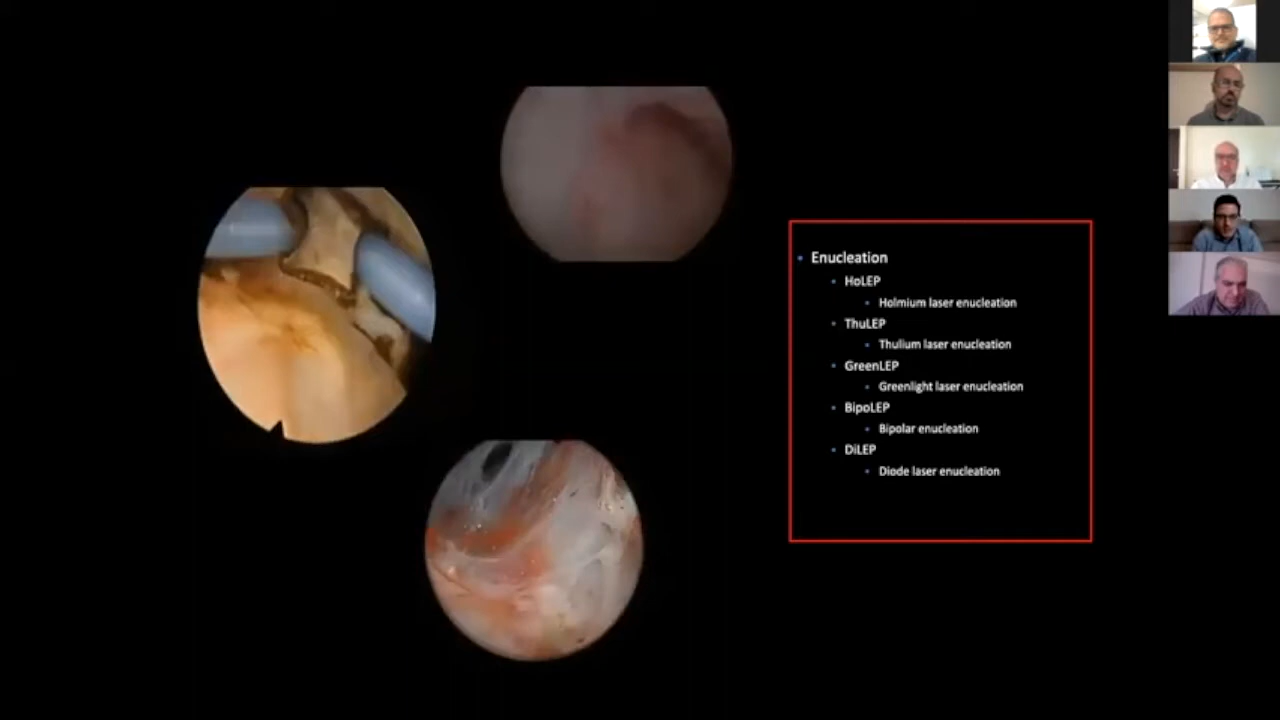 Enucleation
HoLEP
Holmium laser enucleation
ThuLEP
Thulium laser enucleation
GreenLEP
Greenlight laser enucleation
BipoLEP
Bipolar enucleation
DiLEP
Diode laser enucleation